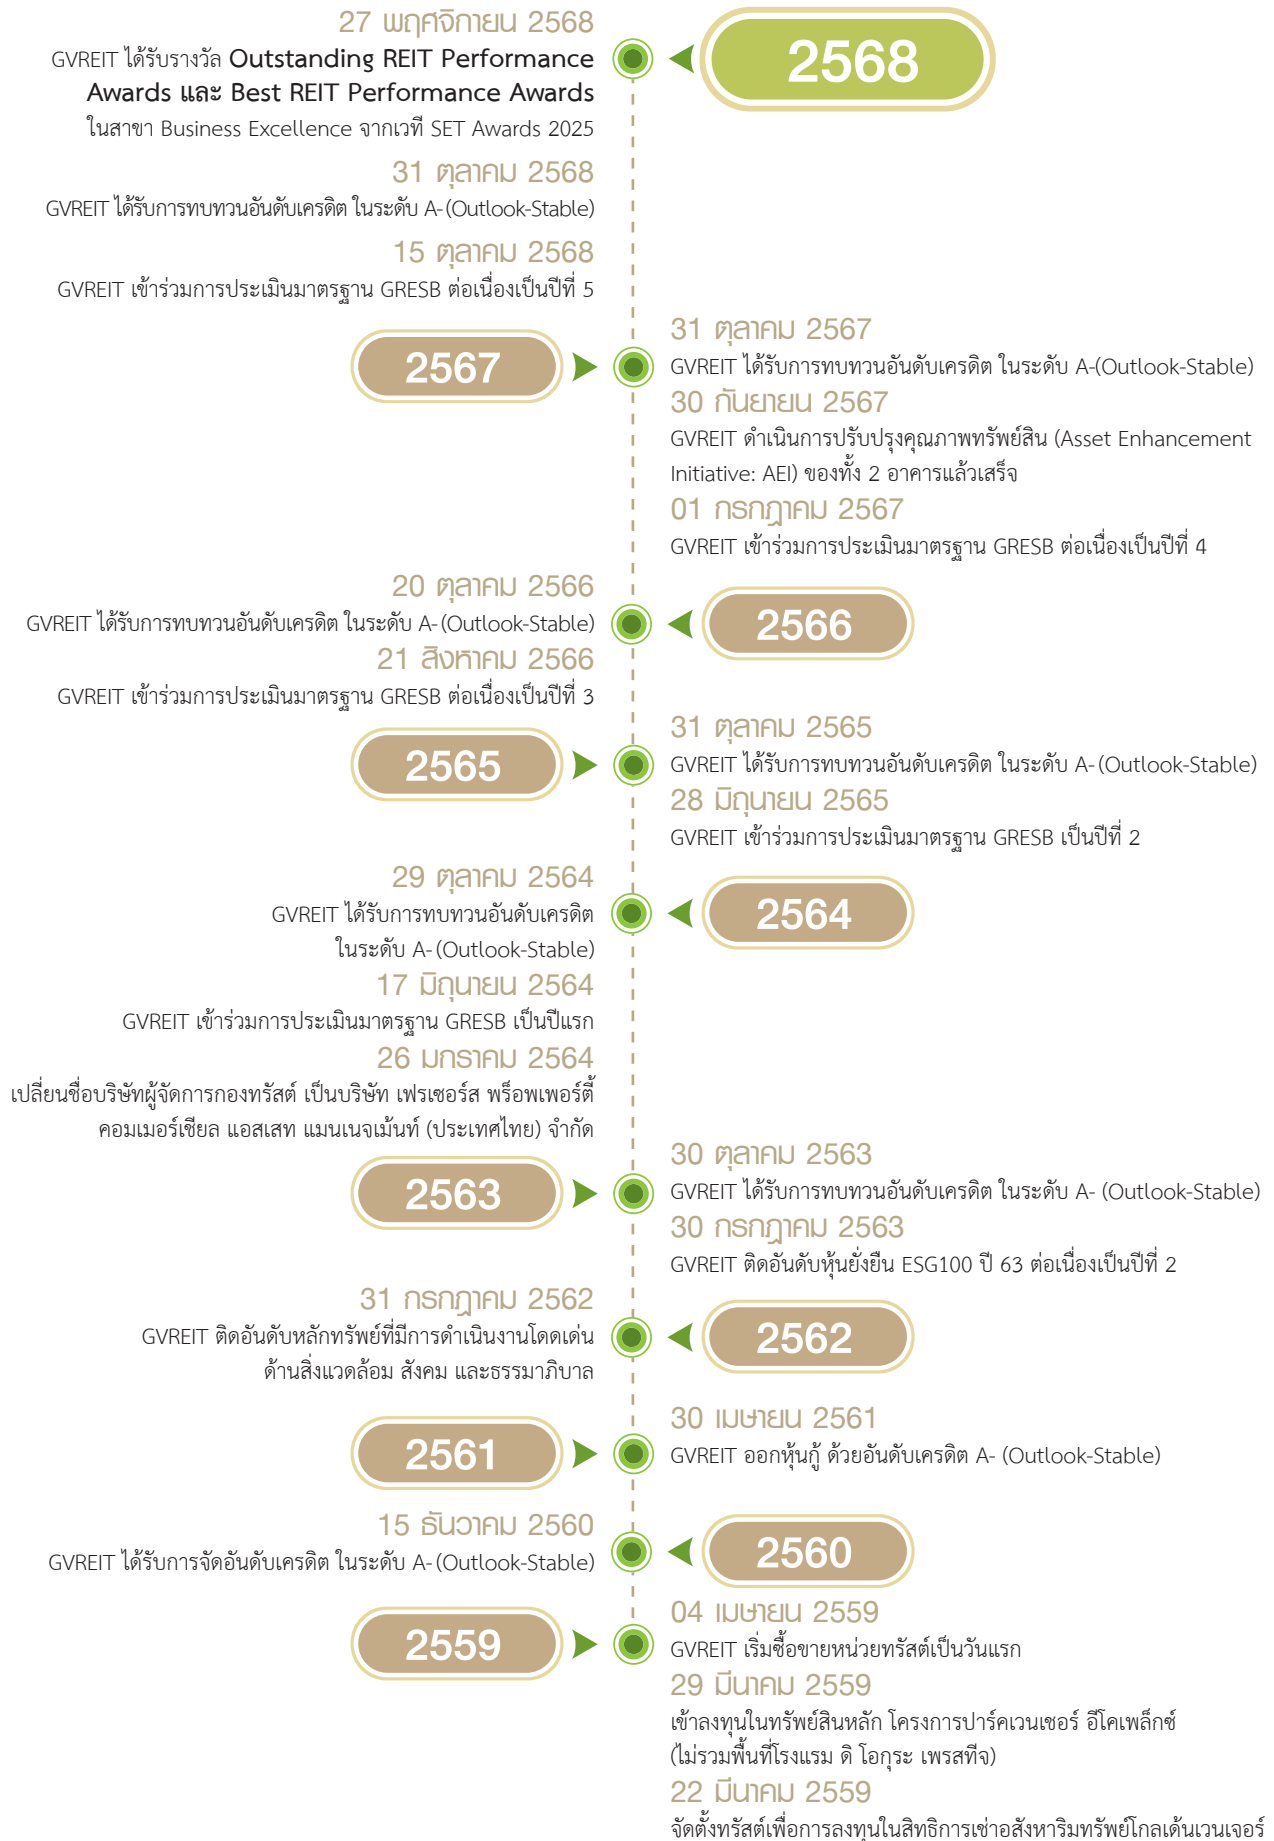 2568
27 พฤศจิกายน 2568
GVREIT ได้รับรางวัล Outstanding REIT Performance
Awards และ Best REIT Performance Awards
ในสาขา Business Excellence จากเวที SET Awards 2025
31 ตุลาคม 2568
GVREIT ได้รับการทบทวนอันดับเครดิต ในระดับ A- (Outlook-Stable)
15 ตุลาคม 2568
GVREIT เข้าร่วมการประเมินมาตรฐาน GRESB ต่อเนื่องเป็นปีที่ 5
2567
31 ตุลาคม 2567
GVREIT ได้รับการทบทวนอันดับเครดิต ในระดับ A-(Outlook-Stable)
30 กันยายน 2567
GVREIT ดำเนินการปรับปรุงคุณภาพทรัพย์สิน (Asset Enhancement
Initiative: AEI) ของทั้ง 2 อาคารแล้วเสร็จ
01 กรกฎาคม 2567
GVREIT เข้าร่วมการประเมินมาตรฐาน GRESB ต่อเนื่องเป็นปีที่ 4
2566
20 ตุลาคม 2566
GVREIT ได้รับการทบทวนอันดับเครดิต ในระดับ A- (Outlook-Stable)
21 สิงหาคม 2566
GVREIT เข้าร่วมการประเมินมาตรฐาน GRESB ต่อเนื่องเป็นปีที่ 3
2565
31 ตุลาคม 2565
GVREIT ได้รับการทบทวนอันดับเครดิต ในระดับ A- (Outlook-Stable)
28 มิถุนายน 2565
GVREIT เข้าร่วมการประเมินมาตรฐาน GRESB เป็นปีที่ 2
2564
29 ตุลาคม 2564
GVREIT ได้รับการทบทวนอันดับเครดิต
ในระดับ A- (Outlook-Stable)
17 มิถุนายน 2564
GVREIT เข้าร่วมการประเมินมาตรฐาน GRESB เป็นปีแรก
26 มกราคม 2564
เปลี่ยนชื่อบริษัทผู้จัดการกองทรัสต์ เป็นบริษัท เฟรเซอร์ส พร็อพเพอร์ตี้
คอมเมอร์เชียล แอสเสท แมนเนจเม้นท์ (ประเทศไทย) จำกัด
2563
30 ตุลาคม 2563
GVREIT ได้รับการทบทวนอันดับเครดิต ในระดับ A- (Outlook-Stable)
30 กรกฎาคม 2563
GVREIT ติดอันดับหุ้นยั่งยืน ESG100 ปี 63 ต่อเนื่องเป็นปีที่ 2
2562
31 กรกฎาคม 2562
GVREIT ติดอันดับหลักทรัพย์ที่มีการดำเนินงานโดดเด่น
ด้านสิ่งแวดล้อม สังคม และธรรมาภิบาล
2561
30 เมษายน 2561
GVREIT ออกหุ้นกู้ ด้วยอันดับเครดิต A- (Outlook-Stable)
2560
15 ธันวาคม 2560
GVREIT ได้รับการจัดอันดับเครดิต ในระดับ A- (Outlook-Stable)
2559
04 เมษายน 2559
GVREIT เริ่มซื้อขายหน่วยทรัสต์เป็นวันแรก
29 มีนาคม 2559
เข้าลงทุนในทรัพย์สินหลัก โครงการปาร์คเวนเชอร์ อีโคเพล็กซ์
(ไม่รวมพื้นที่โรงแรม ดิ โอกุระ เพรสทีจ)
22 มีนาคม 2559
จัดตั้งทรัสต์เพื่อการลงทุนในสิทธิการเช่าอสังหาริมทรัพย์โกลเด้นเวนเจอร์